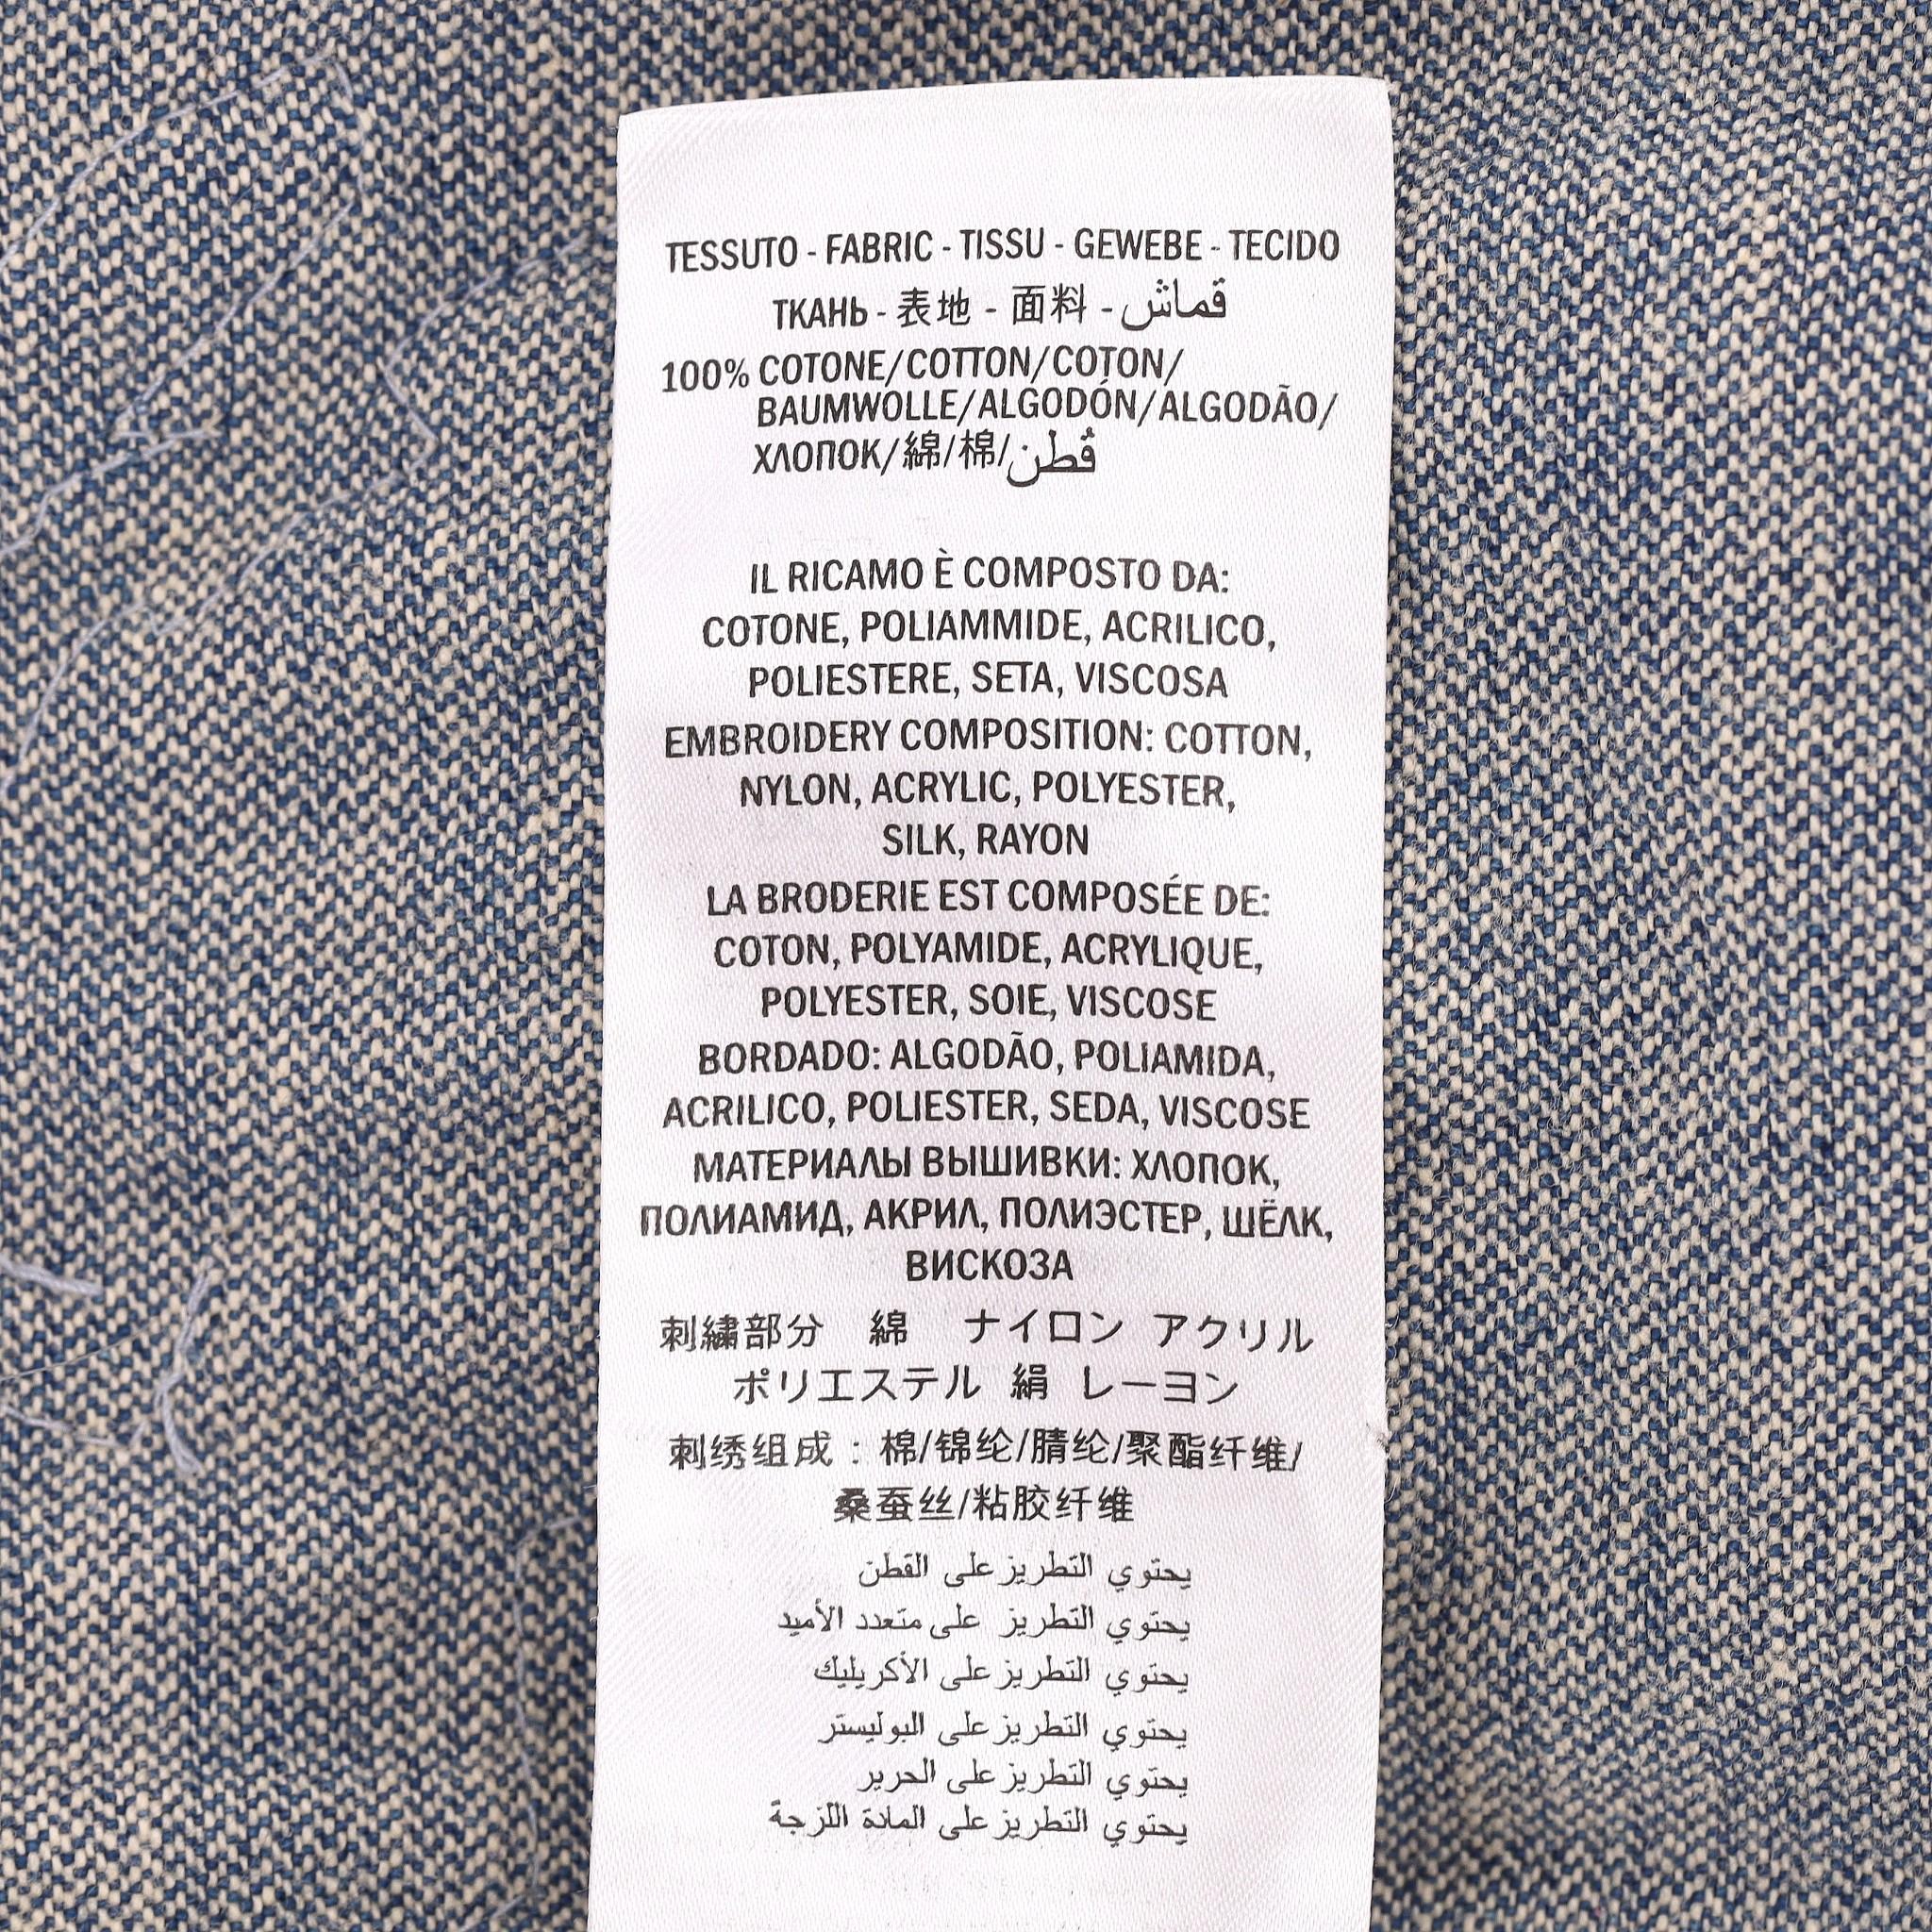 TESSUTO - FABRIC - TISSU - GEWEBE - TECIDO
ТКАНЬ - 表地 - 面料 - قماش
100% COTONE/COTTON/COTON/
BAUMWOLLE/ALGODÓN/ALGODÃO/
ХЛОПОК/綿/棉/قُطن
IL RICAMO È COMPOSTO DA:
COTONE, POLIAMMIDE, ACRILICO,
POLIESTERE, SETA, VISCOSA
EMBROIDERY COMPOSITION: COTTON,
NYLON, ACRYLIC, POLYESTER,
SILK, RAYON
LA BRODERIE EST COMPOSÉE DE:
COTON, POLYAMIDE, ACRYLIQUE,
POLYESTER, SOIE, VISCOSE
BORDADO: ALGODÃO, POLIAMIDA,
ACRILICO, POLIESTER, SEDA, VISCOSE
МАТЕРИАЛЫ ВЫШИВКИ: ХЛОПОК,
ПОЛИАМИД, АКРИЛ, ПОЛИЭСТЕР, ШЁЛК,
ВИСКОЗА
刺繍部分 綿 ナイロン アクリル
ポリエステル 絹 レーヨン
刺绣组成：棉/锦纶/腈纶/聚酯纤维/
桑蚕丝/粘胶纤维
يحتوي التطريز على القطن
يحتوي التطريز على متعدد الأميد
يحتوي التطريز على الأكريليك
يحتوي التطريز على البوليستر
يحتوي التطريز على الحرير
يحتوي التطريز على المادة اللزجة